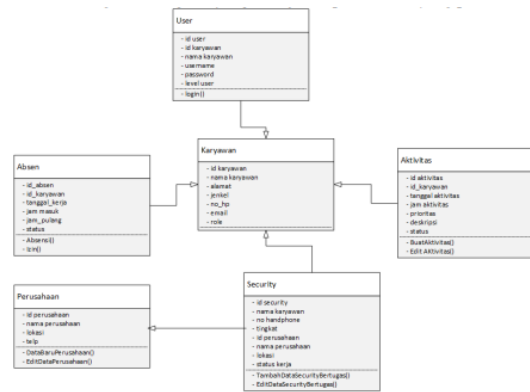 User
- id user
- id karyawan
- nama karyawan
- username
- password
- level user
- login()
Karyawan
- id karyawan
- nama karyawan
- alamat
- jenkel
- no_hp
- email
- role
Absen
- id_absen
- id_karyawan
- tanggal_kerja
- jam masuk
- jam_pulang
- status
- Absensi()
- Izin()
Aktivitas
- id aktivitas
- id_karyawan
- tanggal aktivitas
- jam aktivitas
- prioritas
- deskripsi
- status
- BuatAktivitas()
- Edit Aktivitas()
Perusahaan
- id perusahaan
- nama perusahaan
- lokasi
- telp
- DataBaruPerusahaan()
- EditDataPerusahaan()
Security
- id security
- nama karyawan
- no handphone
- tingkat
- id perusahaan
- nama perusahaan
- lokasi
- status kerja
- TambahDataSecurityBertugas()
- EditDataSecurityBertugas()